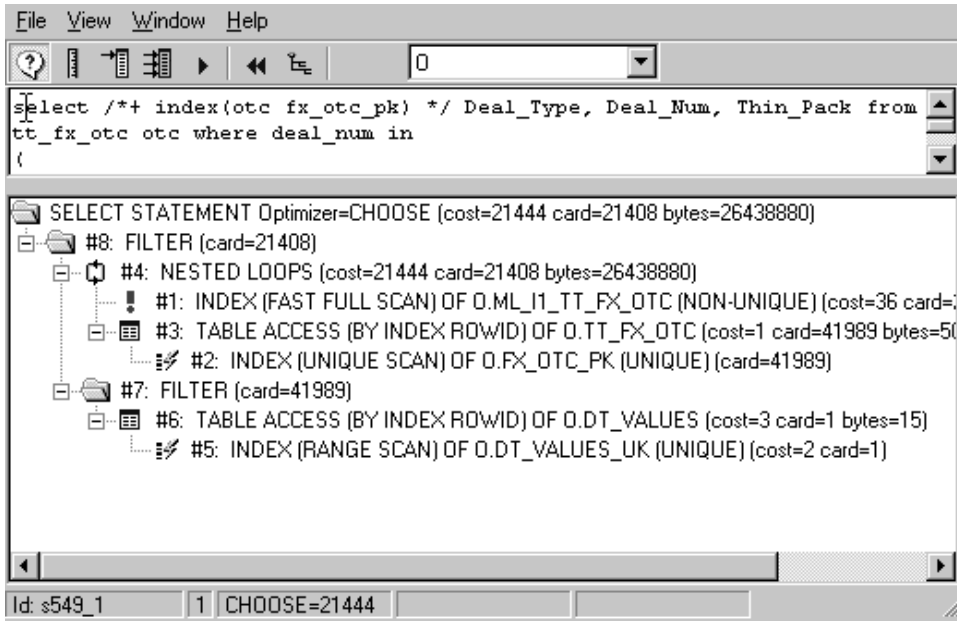 File View Window Help
O
select /*+ index(otc fx_otc_pk) */ Deal_Type, Deal_Num, Thin_Pack from
tt_fx_otc otc where deal_num in
(
SELECT STATEMENT Optimizer=CHOOSE (cost=21444 card=21408 bytes=26438880)
#8: FILTER (card=21408)
#4: NESTED LOOPS (cost=21444 card=21408 bytes=26438880)
#1: INDEX (FAST FULL SCAN) OF O.ML_I1_TT_FX_OTC (NON-UNIQUE) (cost=36 card=
#3: TABLE ACCESS (BY INDEX ROWID) OF O.TT_FX_OTC (cost=1 card=41989 bytes=50
#2: INDEX (UNIQUE SCAN) OF O.FX_OTC_PK (UNIQUE) (card=41989)
#7: FILTER (card=41989)
#6: TABLE ACCESS (BY INDEX ROWID) OF O.DT_VALUES (cost=3 card=1 bytes=15)
#5: INDEX (RANGE SCAN) OF O.DT_VALUES_UK (UNIQUE) (cost=2 card=1)
Id: s549_1 1 CHOOSE=21444